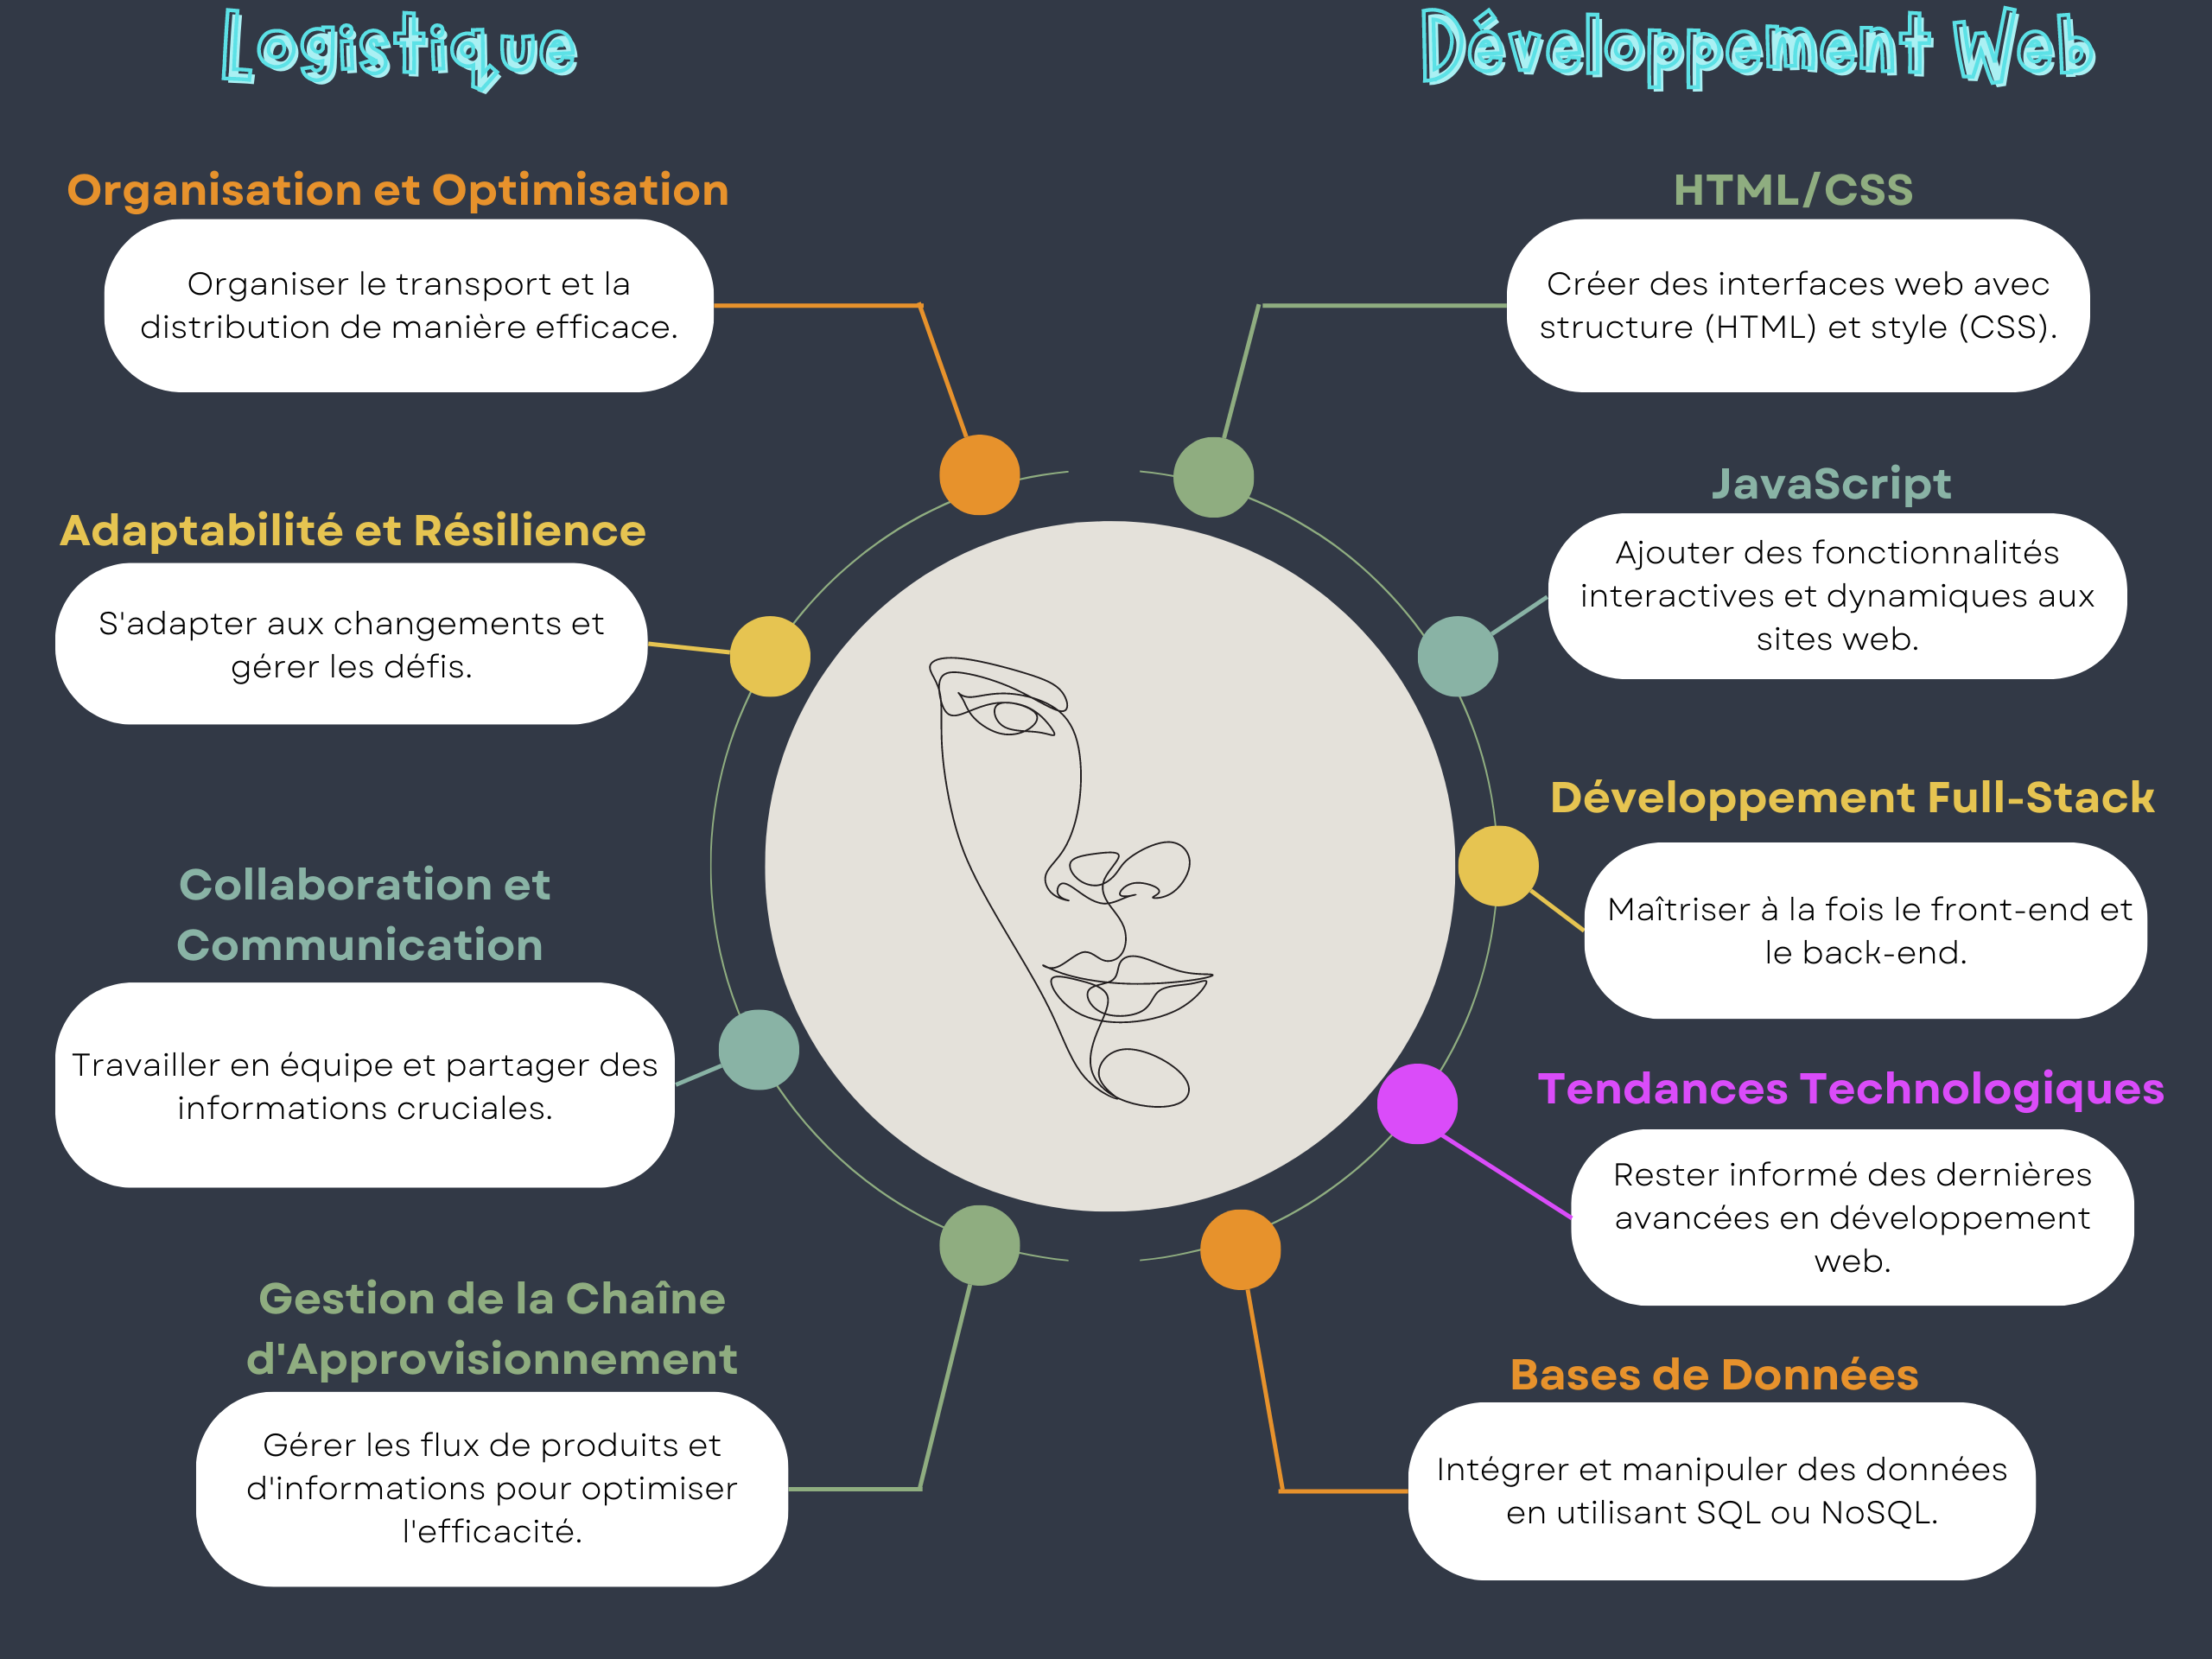 Logistique
Organisation et Optimisation
Organiser le transport et la
distribution de manière efficace.
Adaptabilité et Résilience
S'adapter aux changements et
gérer les défis.
Collaboration et
Communication
Travailler en équipe et partager des
informations cruciales.
Gestion de la Chaîne
d'Approvisionnement
Gérer les flux de produits et
d'informations pour optimiser
l'efficacité.
Développement Web
HTML/CSS
Créer des interfaces web avec
structure (HTML) et style (CSS).
JavaScript
Ajouter des fonctionnalités
interactives et dynamiques aux
sites web.
Développement Full-Stack
Maîtriser à la fois le front-end et
le back-end.
Tendances Technologiques
Rester informé des dernières
avancées en développement
web.
Bases de Données
Intégrer et manipuler des données
en utilisant SQL ou NoSQL.